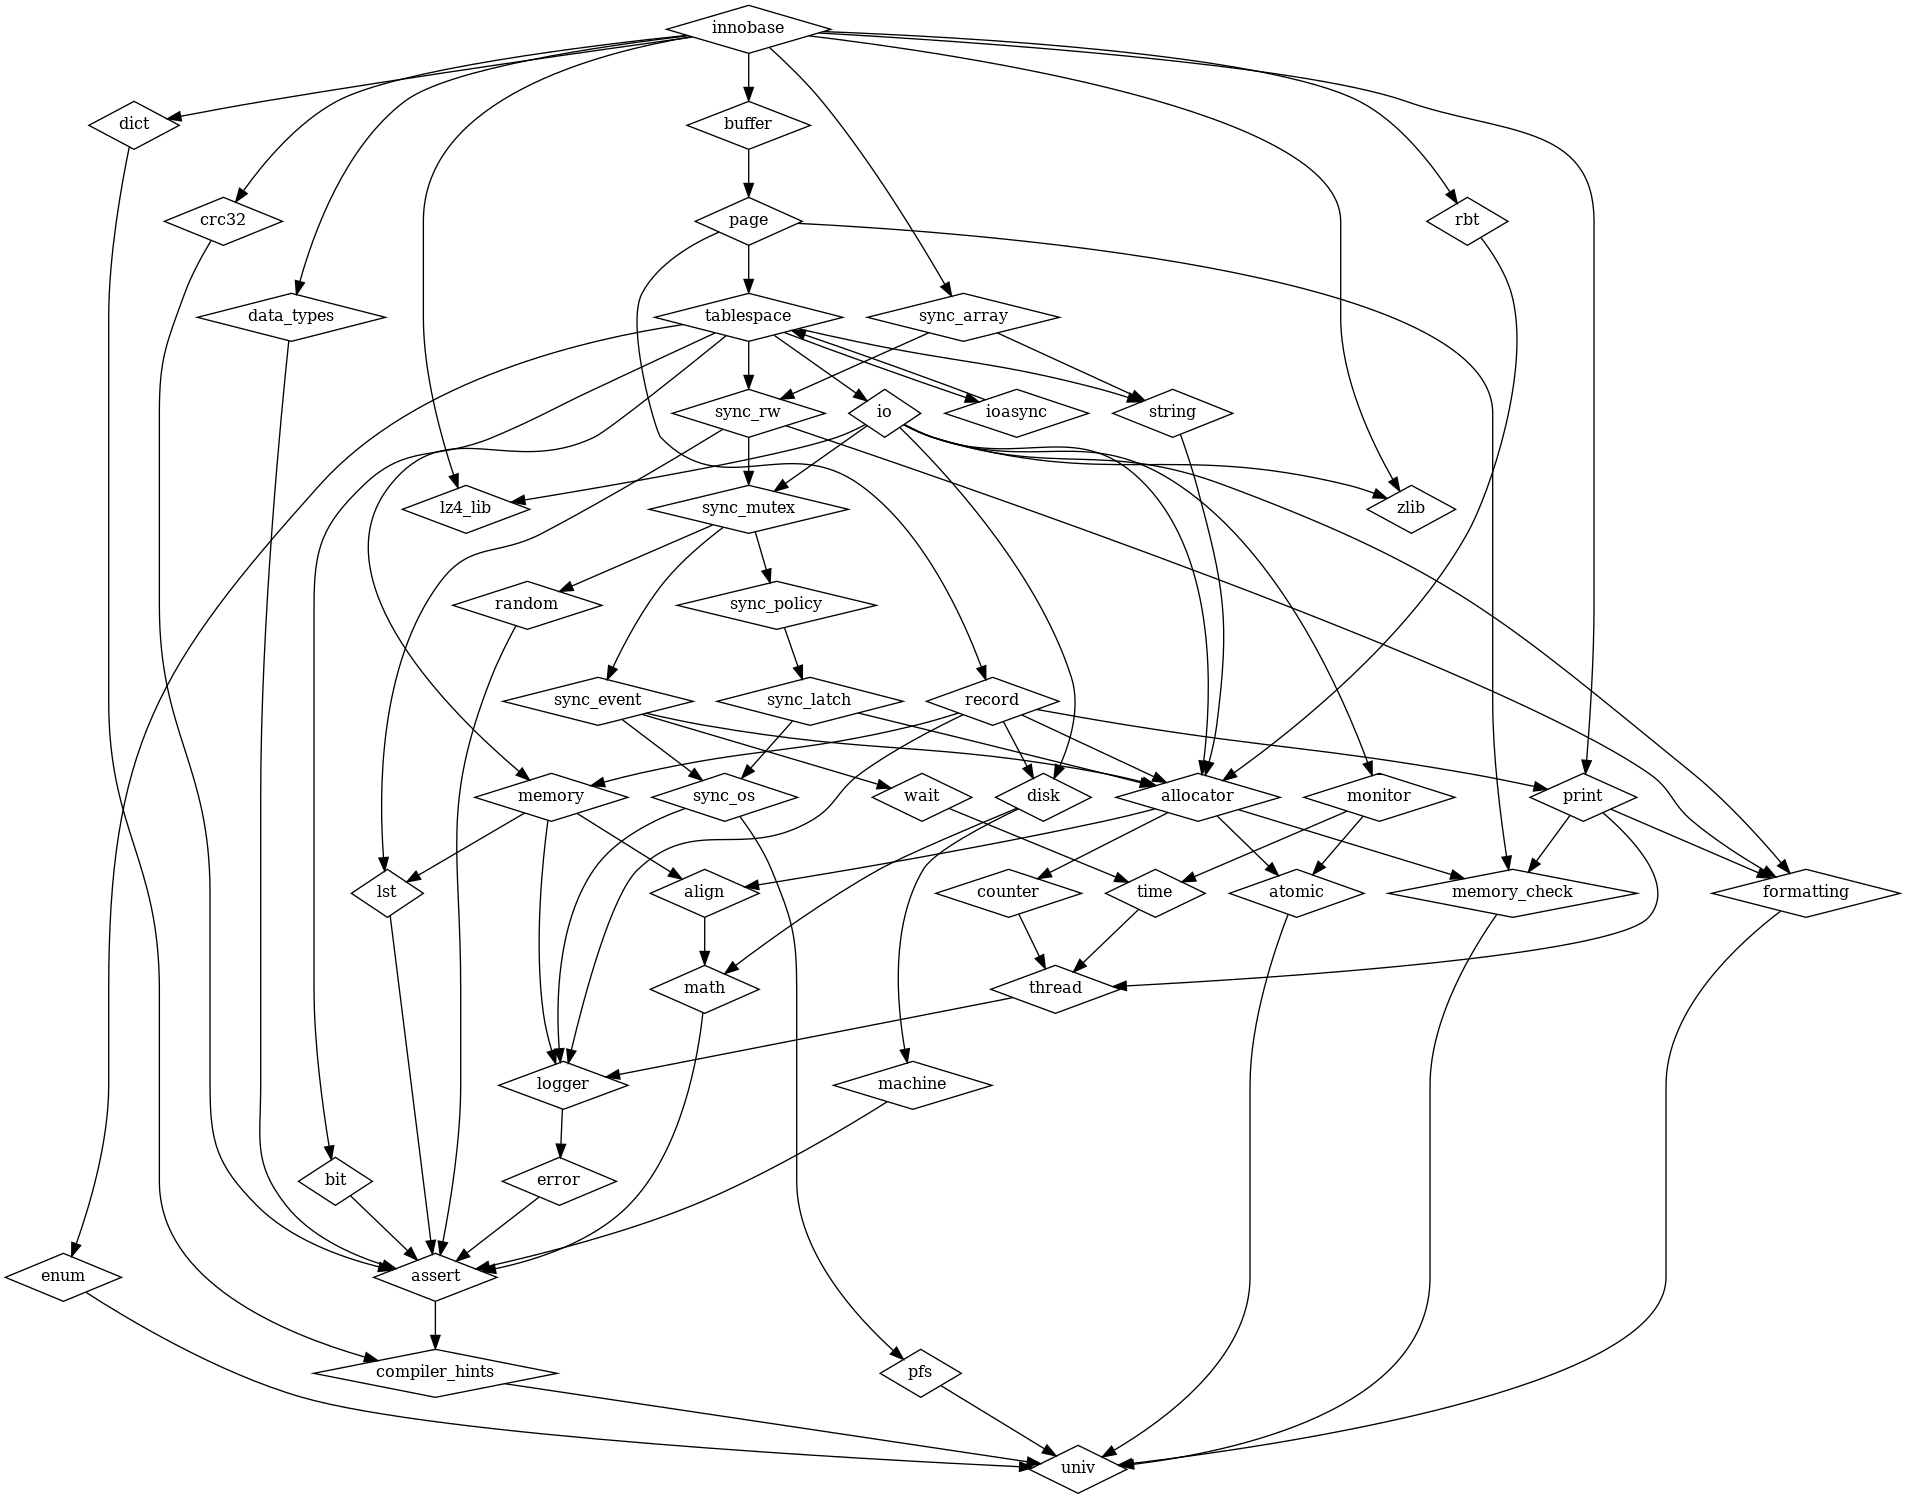 innobase
dict
buffer
crc32
page
rbt
data_types
tablespace
sync_array
sync_rw
io
ioasync
string
lz4_lib
sync_mutex
zlib
random
sync_policy
sync_event
sync_latch
record
memory
sync_os
wait
disk
allocator
monitor
print
lst
align
counter
time
atomic
memory_check
formatting
math
thread
logger
machine
bit
error
enum
assert
compiler_hints
pfs
univ